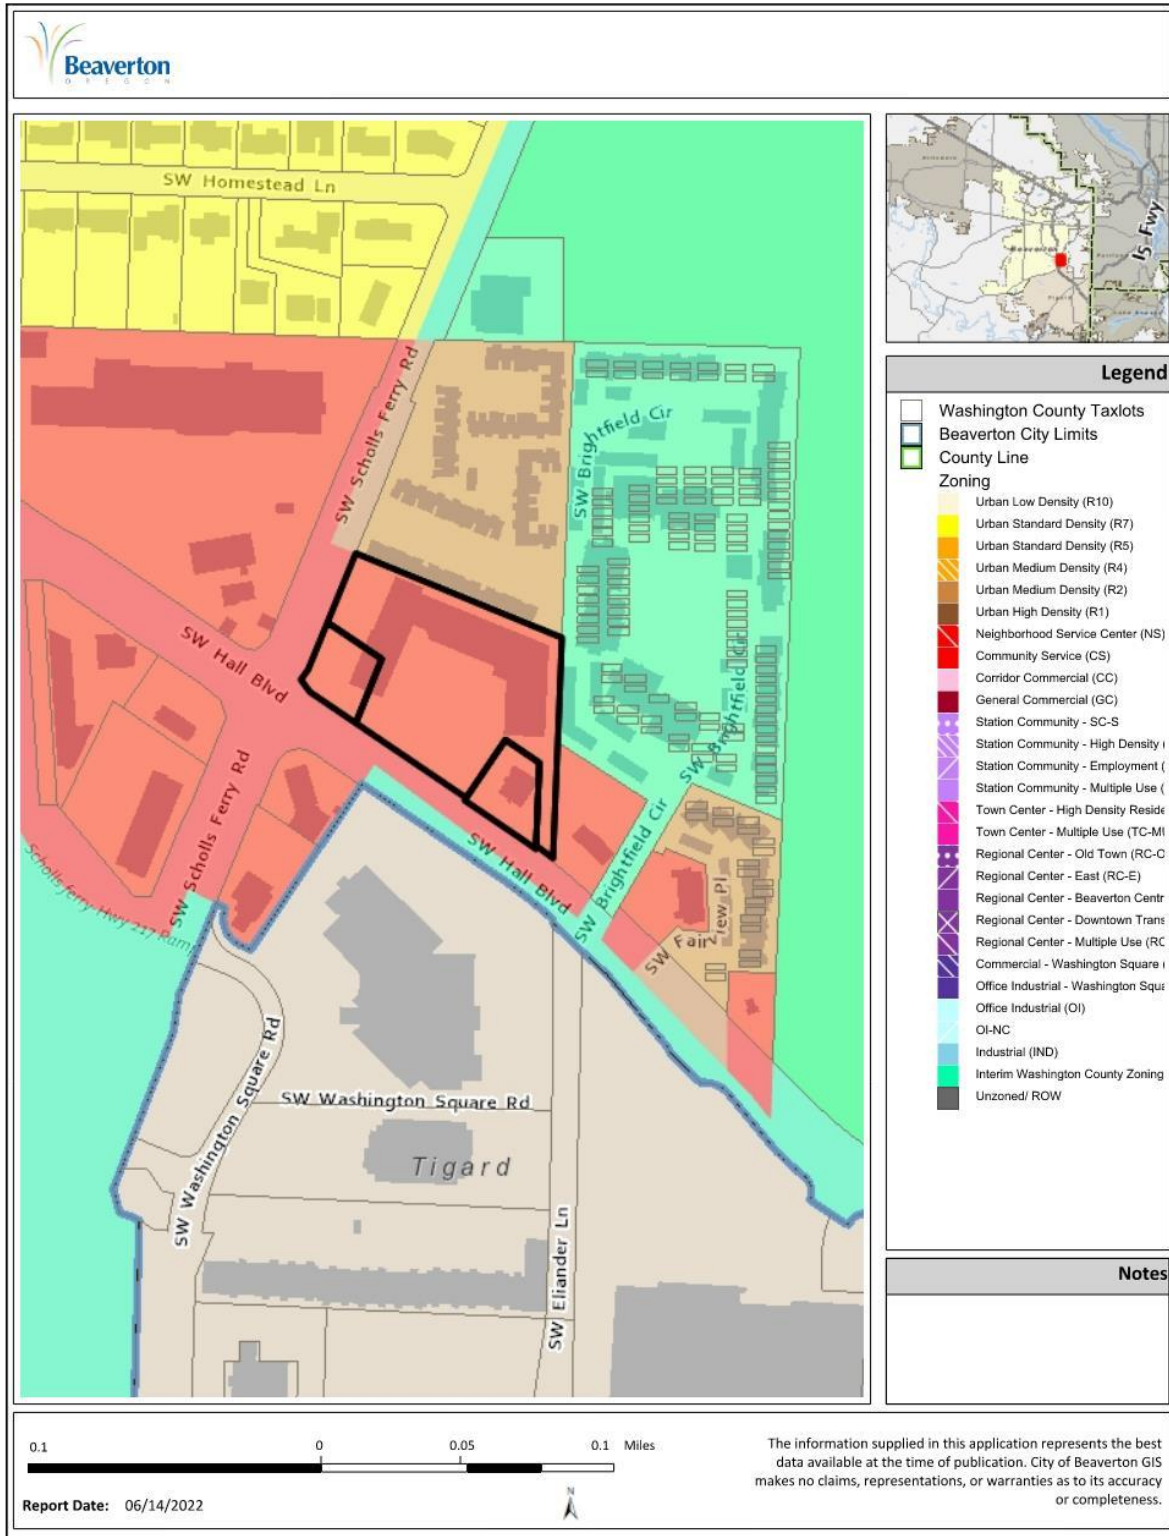 Beaverton
OREGON
SW Homestead Ln
SW Scholls Ferry Rd
SW Brightfield Cir
SW Brightfield Cir
SW Hall Blvd
SW Brightfield Cir
SW Scholls Ferry Rd
SW Brightfield Cir
SW Hall Blvd
SW Brightfield Cir
Scholls ferry-Hwy 217 Ramp
SW Fairview Pl
SW Washington Square Rd
SW Washington Square Rd
Tigard
SW Eliander Ln
Beaverton
Tigard
I5 Fwy
Legend
Washington County Taxlots
Beaverton City Limits
County Line
Zoning
Urban Low Density (R10)
Urban Standard Density (R7)
Urban Standard Density (R5)
Urban Medium Density (R4)
Urban Medium Density (R2)
Urban High Density (R1)
Neighborhood Service Center (NS)
Community Service (CS)
Corridor Commercial (CC)
General Commercial (GC)
Station Community - SC-S
Station Community - High Density (
Station Community - Employment (
Station Community - Multiple Use (
Town Center - High Density Reside
Town Center - Multiple Use (TC-MU
Regional Center - Old Town (RC-O
Regional Center - East (RC-E)
Regional Center - Beaverton Centr
Regional Center - Downtown Trans
Regional Center - Multiple Use (RC
Commercial - Washington Square (
Office Industrial - Washington Squa
Office Industrial (OI)
OI-NC
Industrial (IND)
Interim Washington County Zoning
Unzoned/ ROW
Notes
0.1 0 0.05 0.1 Miles
Report Date: 06/14/2022
N
The information supplied in this application represents the best
data available at the time of publication. City of Beaverton GIS
makes no claims, representations, or warranties as to its accuracy
or completeness.